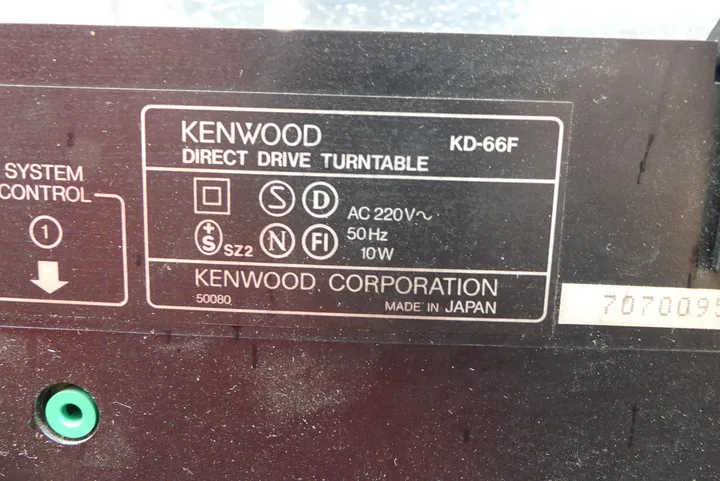 KENWOOD KD-66F
DIRECT DRIVE TURNTABLE
SYSTEM
CONTROL
1
S D
AC 220V~
50Hz
10W
+S SZ2 N FI
KENWOOD CORPORATION
50080
MADE IN JAPAN
707009